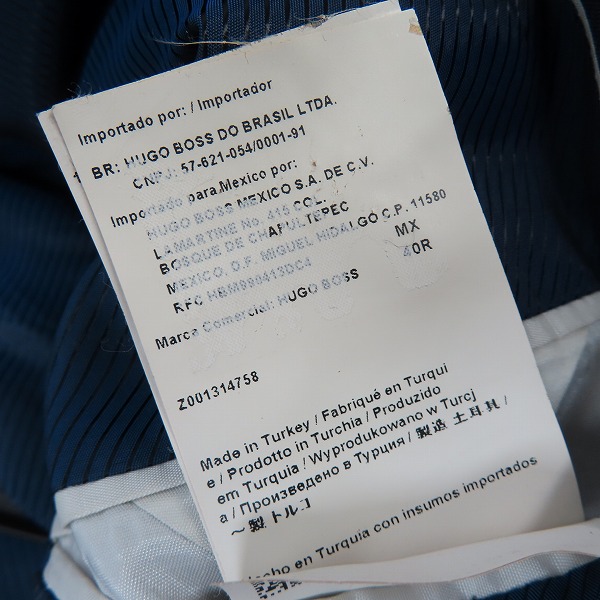 Importado por: / Importador
BR: HUGO BOSS DO BRASIL LTDA.
CNPJ: 57-621-054/0001-91
Importado para Mexico por:
HUGO BOSS MEXICO S.A. DE C.V.
LAMARTINE No. 415 COL.
BOSQUE DE CHAPULTEPEC
MEXICO, D.F. MIGUEL HIDALGO C.P. 11580
RFC HBM990413DC4
MX
40R
Marca Comercial: HUGO BOSS
Z001314758
Made in Turkey / Fabriqué en Turqui
e / Prodotto in Turchia / Produzido
em Turquia / Wyprodukowano w Turcj
a / Произведено в Турция / 製造 土耳其 /
～製 トルコ
Hecho en Turquia con insumos importados